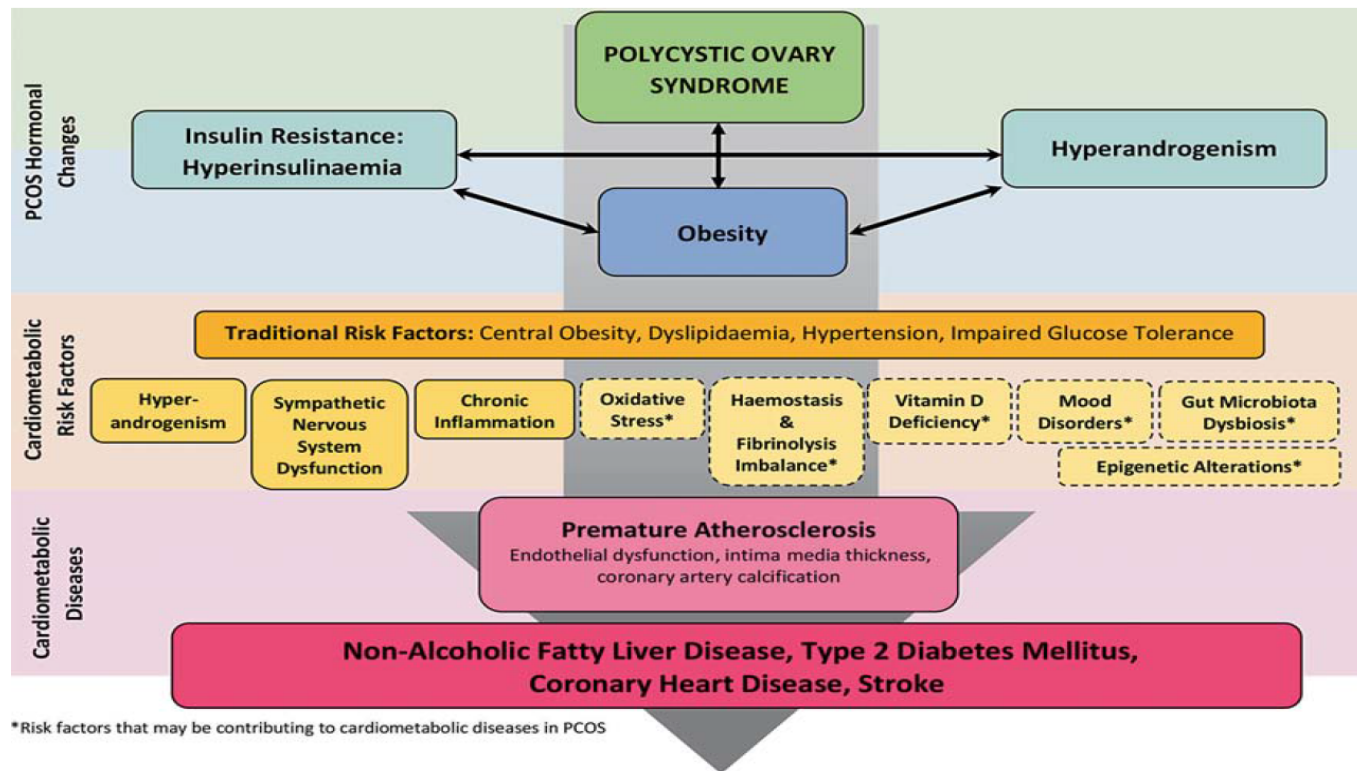 PCOS Hormonal
Changes
POLYCYSTIC OVARY
SYNDROME
Insulin Resistance:
Hyperinsulinaemia
Hyperandrogenism
Obesity
Cardiometabolic
Risk Factors
Traditional Risk Factors: Central Obesity, Dyslipidaemia, Hypertension, Impaired Glucose Tolerance
Hyper-
androgenism
Sympathetic
Nervous
System
Dysfunction
Chronic
Inflammation
Oxidative
Stress*
Haemostasis
&
Fibrinolysis
Imbalance*
Vitamin D
Deficiency*
Mood
Disorders*
Gut Microbiota
Dysbiosis*
Epigenetic Alterations*
Cardiometabolic
Diseases
Premature Atherosclerosis
Endothelial dysfunction, intima media thickness,
coronary artery calcification
Non-Alcoholic Fatty Liver Disease, Type 2 Diabetes Mellitus,
Coronary Heart Disease, Stroke
*Risk factors that may be contributing to cardiometabolic diseases in PCOS